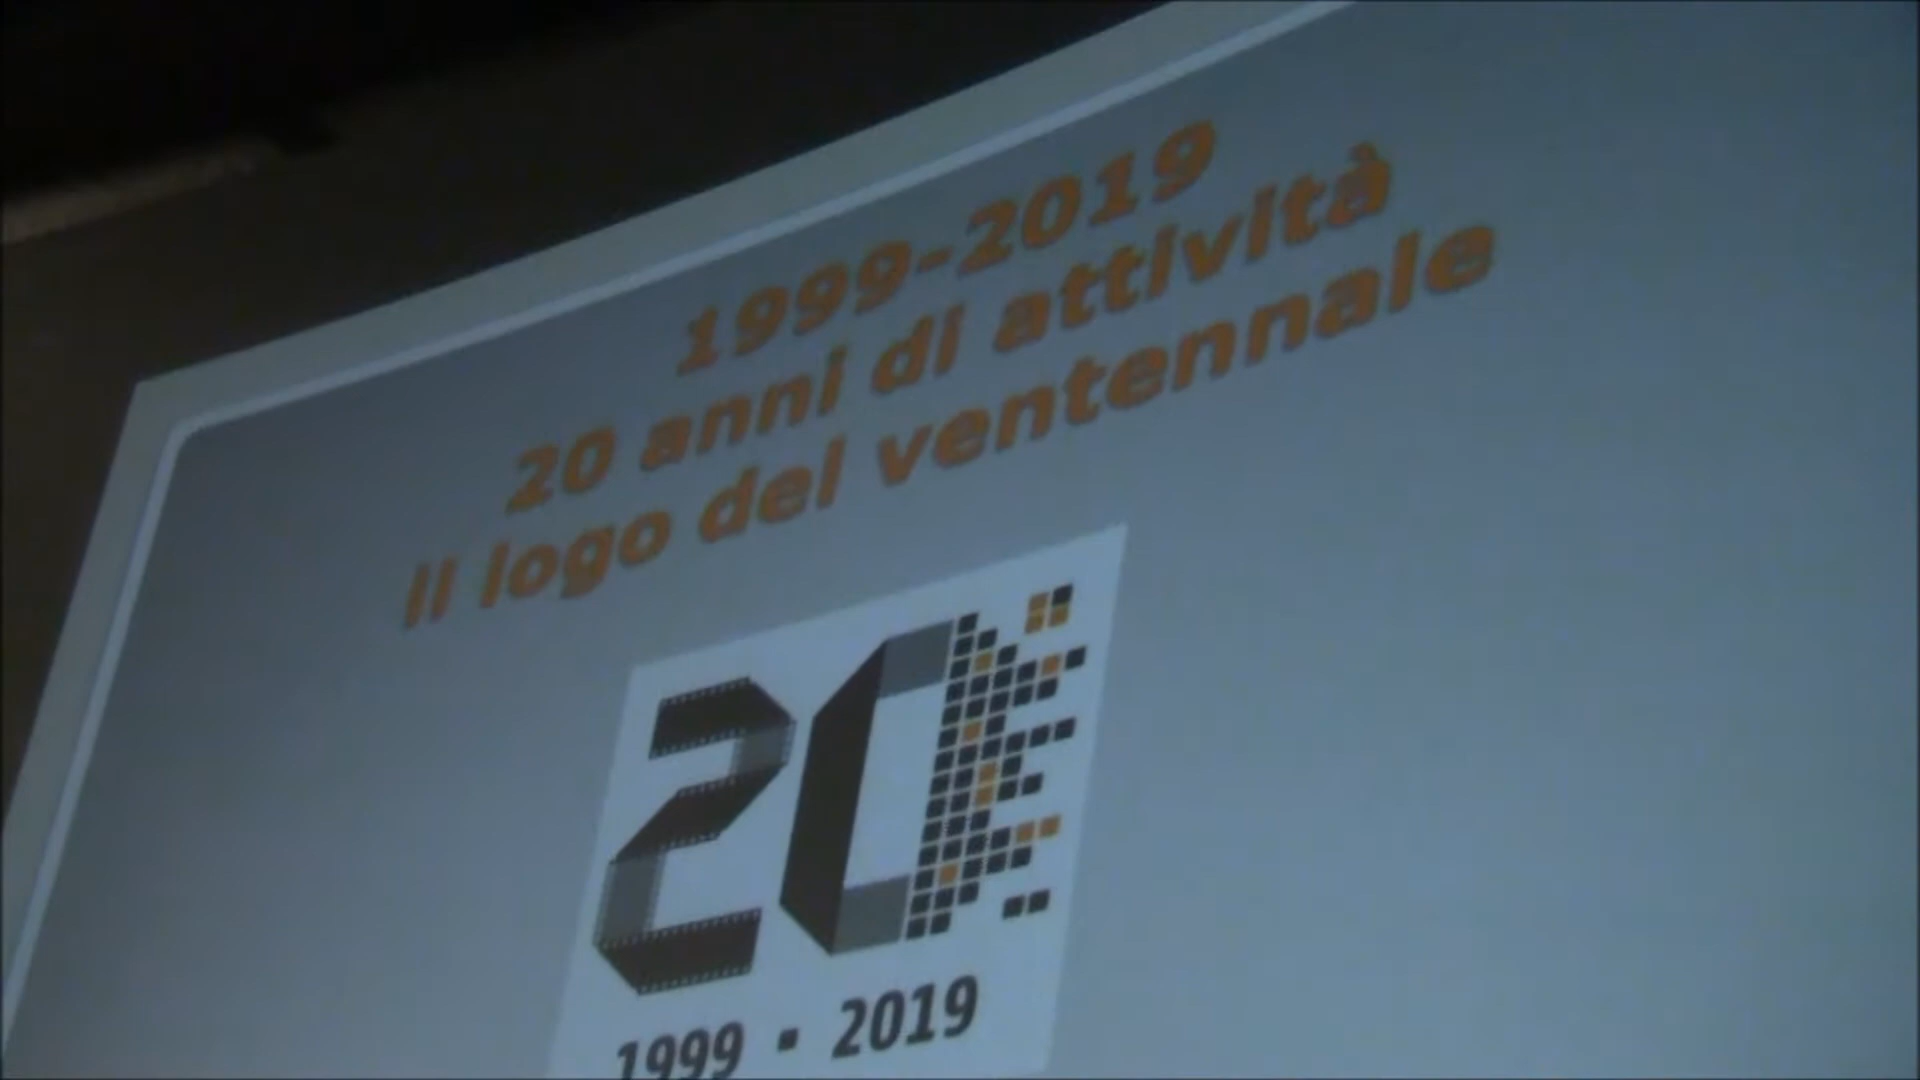 1999-2019
20 anni di attività
Il logo del ventennale
20
1999 ▪ 2019